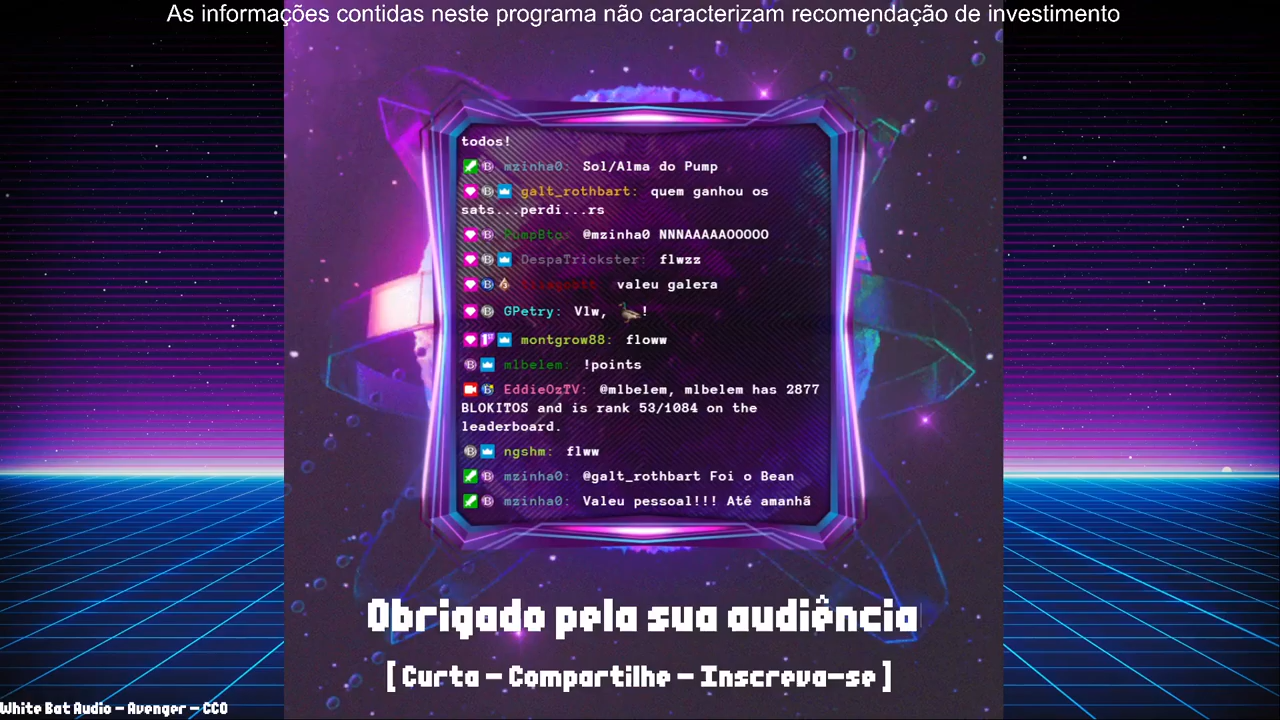 As informações contidas neste programa não caracterizam recomendação de investimento
todos!
mzinha0: Sol/Alma do Pump
galt_rothbart: quem ganhou os
sats...perdi...rs
PumpBtc: @mzinha0 NNNAAAAAOOOOO
DespaTrickster: flwzz
valeu galera
GPetry: Vlw, !
montgrow88: floww
mlbelem: !points
EddieOzTV: @mlbelem, mlbelem has 2877
BLOKITOS and is rank 53/1084 on the
leaderboard.
ngshm: flww
mzinha0: @galt_rothbart Foi o Bean
mzinha0: Valeu pessoal!!! Até amanhã
Obrigado pela sua audiência
[ Curta - Compartilhe - Inscreva-se ]
White Bat Audio - Avenger - CCO